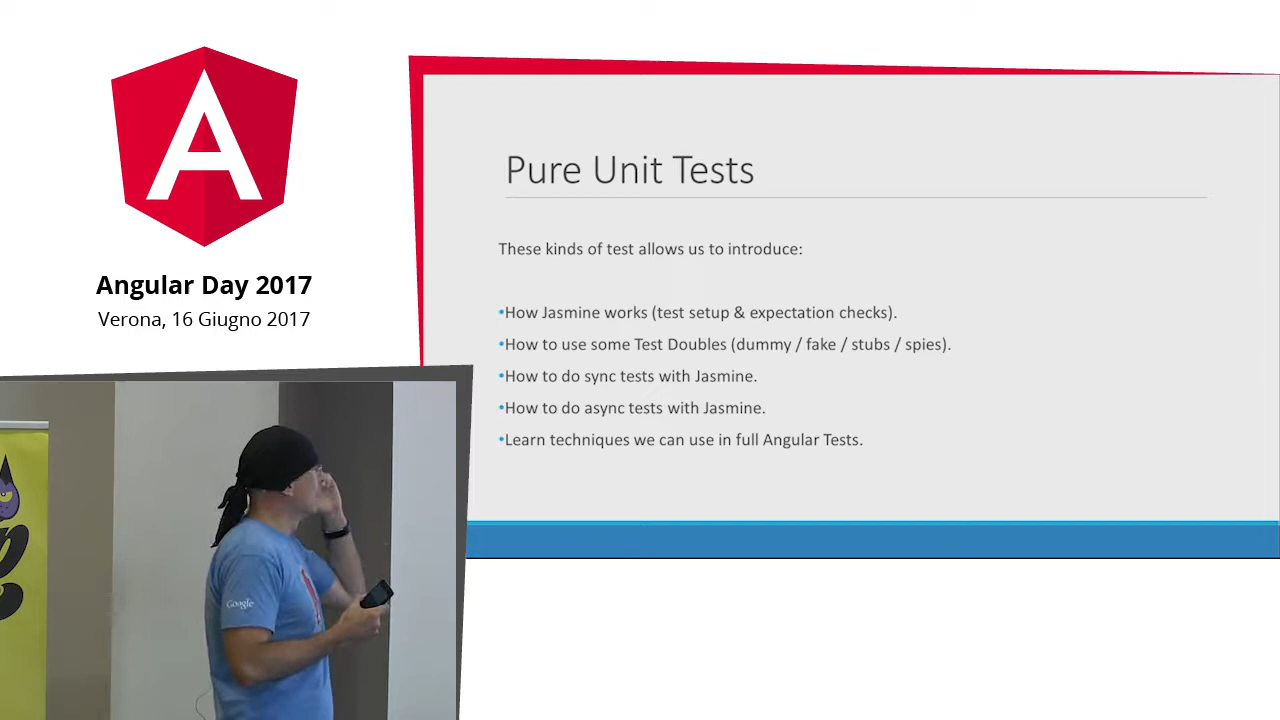 A
Angular Day 2017
Verona, 16 Giugno 2017
Pure Unit Tests
These kinds of test allows us to introduce:
•How Jasmine works (test setup & expectation checks).
•How to use some Test Doubles (dummy / fake / stubs / spies).
•How to do sync tests with Jasmine.
•How to do async tests with Jasmine.
•Learn techniques we can use in full Angular Tests.
Google